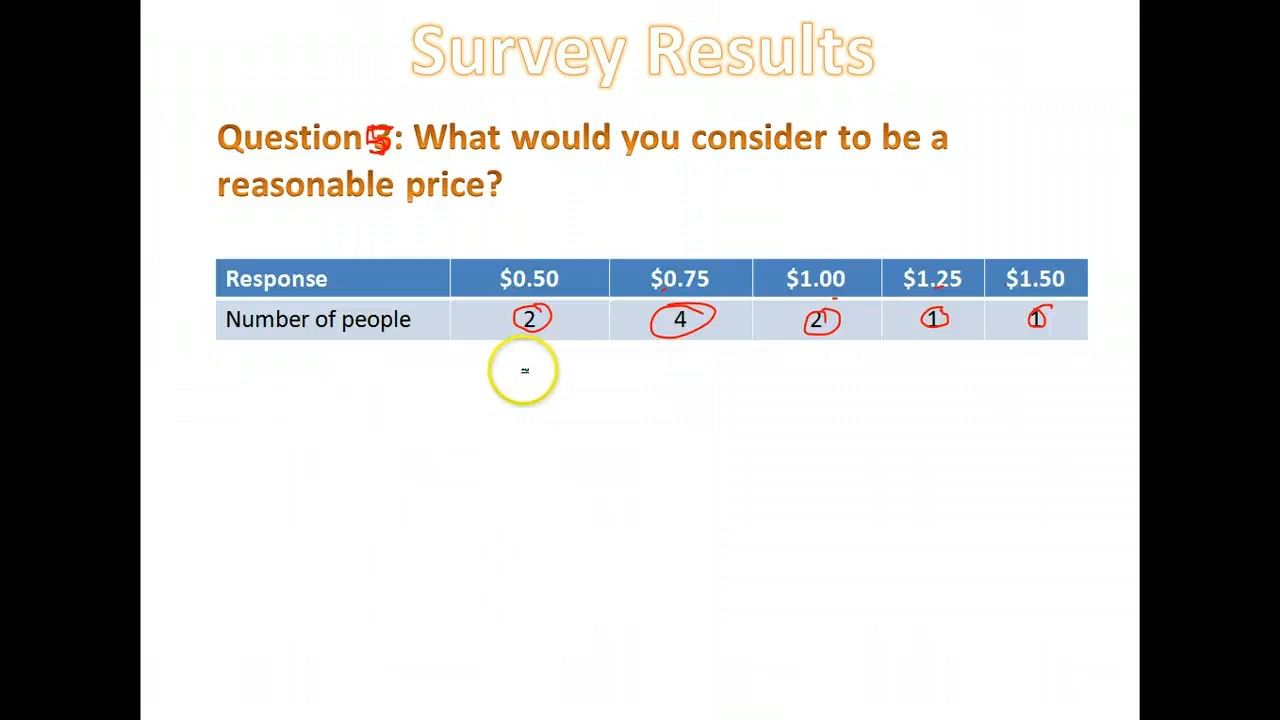 Survey Results
Question 5: What would you consider to be a
reasonable price?
Response $0.50 $0.75 $1.00 $1.25 $1.50
Number of people 2 4 2 1 1